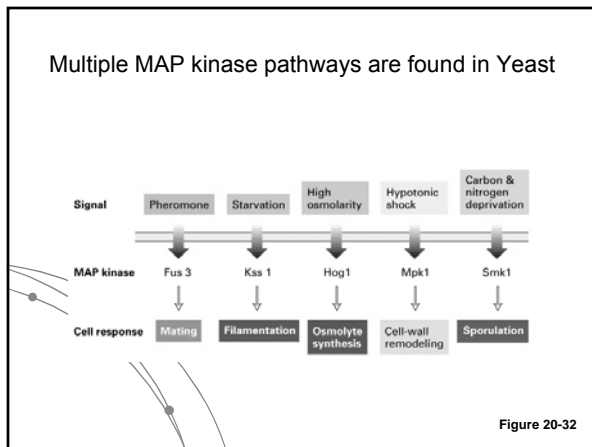 Multiple MAP kinase pathways are found in Yeast
Signal Pheromone Starvation High osmolarity Hypotonic shock Carbon & nitrogen deprivation
MAP kinase Fus 3 Kss 1 Hog1 Mpk1 Smk1
Cell response Mating Filamentation Osmolyte synthesis Cell-wall remodeling Sporulation
Figure 20-32